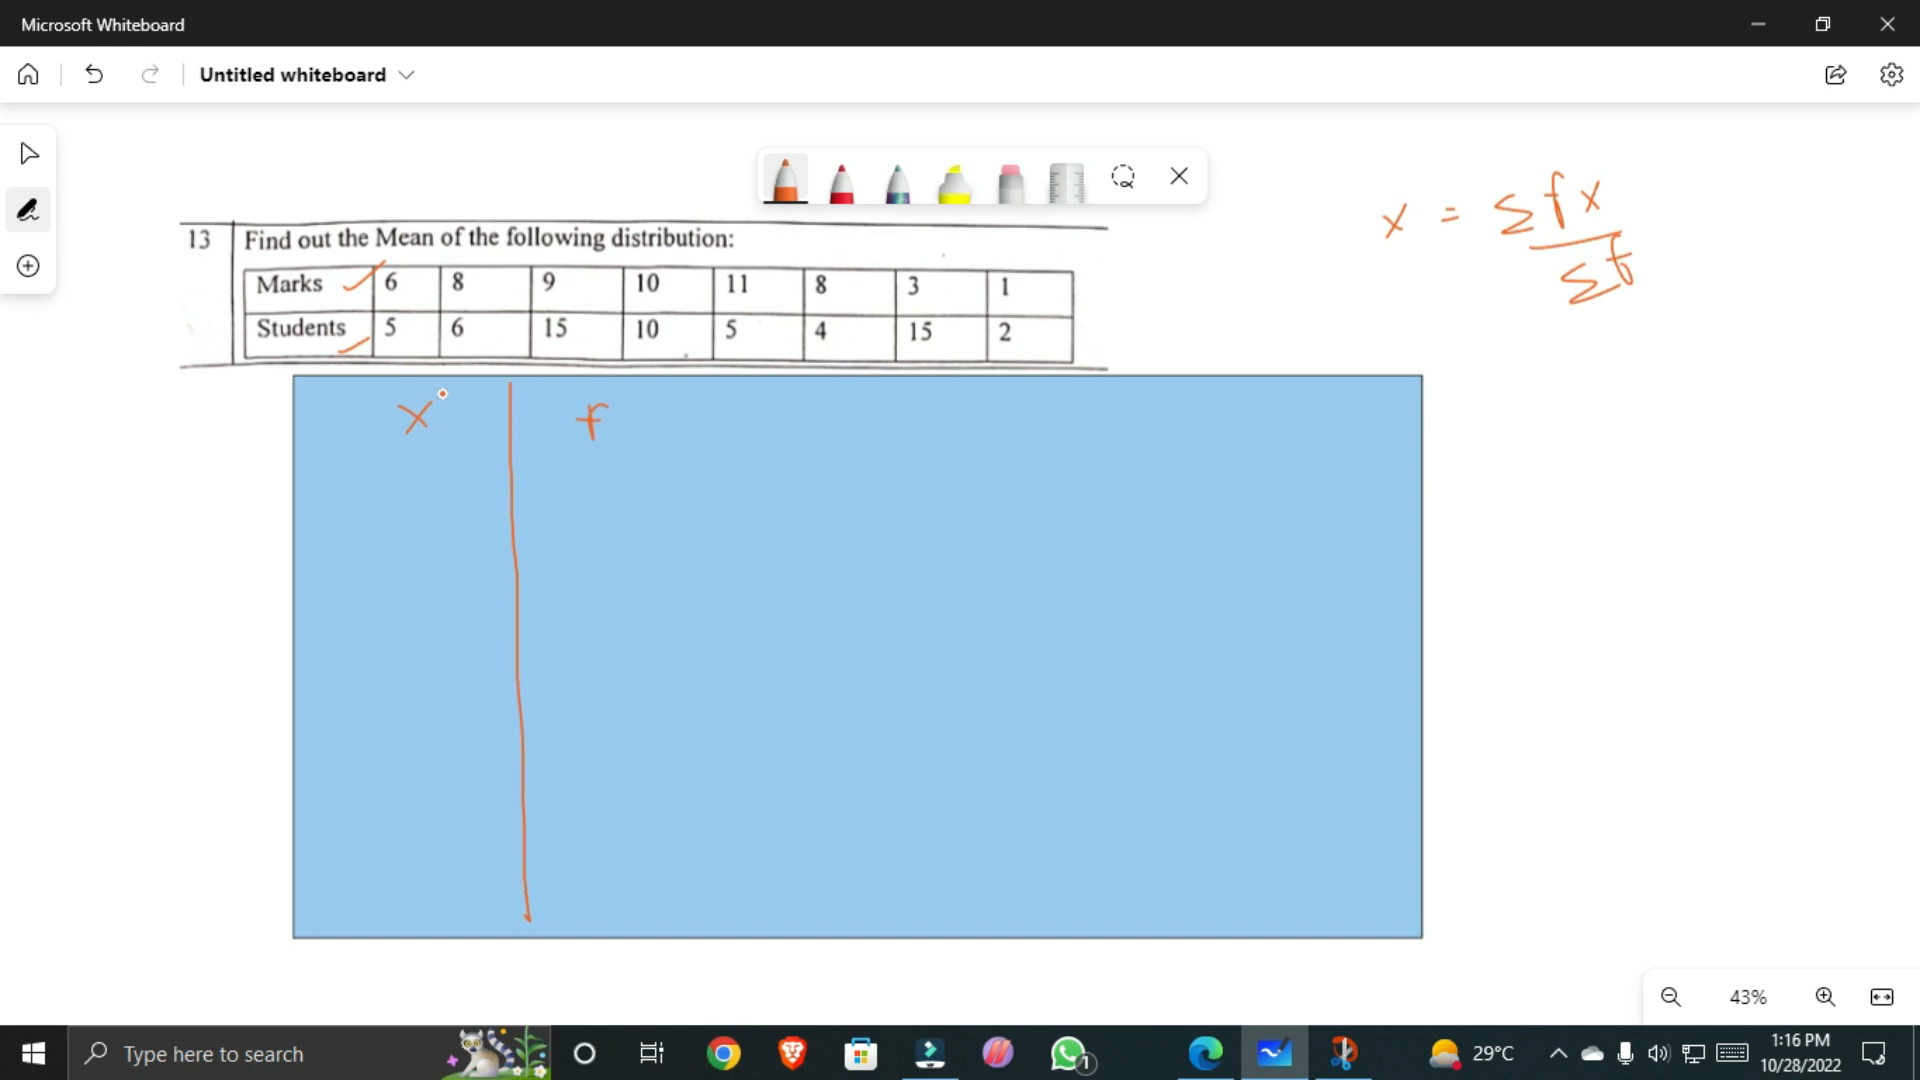 Microsoft Whiteboard
Untitled whiteboard
x = Σfx
Σf
13 Find out the Mean of the following distribution:
Marks 6 8 9 10 11 8 3 1
Students 5 6 15 10 5 4 15 2
x f
43%
Type here to search
1
29°C
1:16 PM
10/28/2022